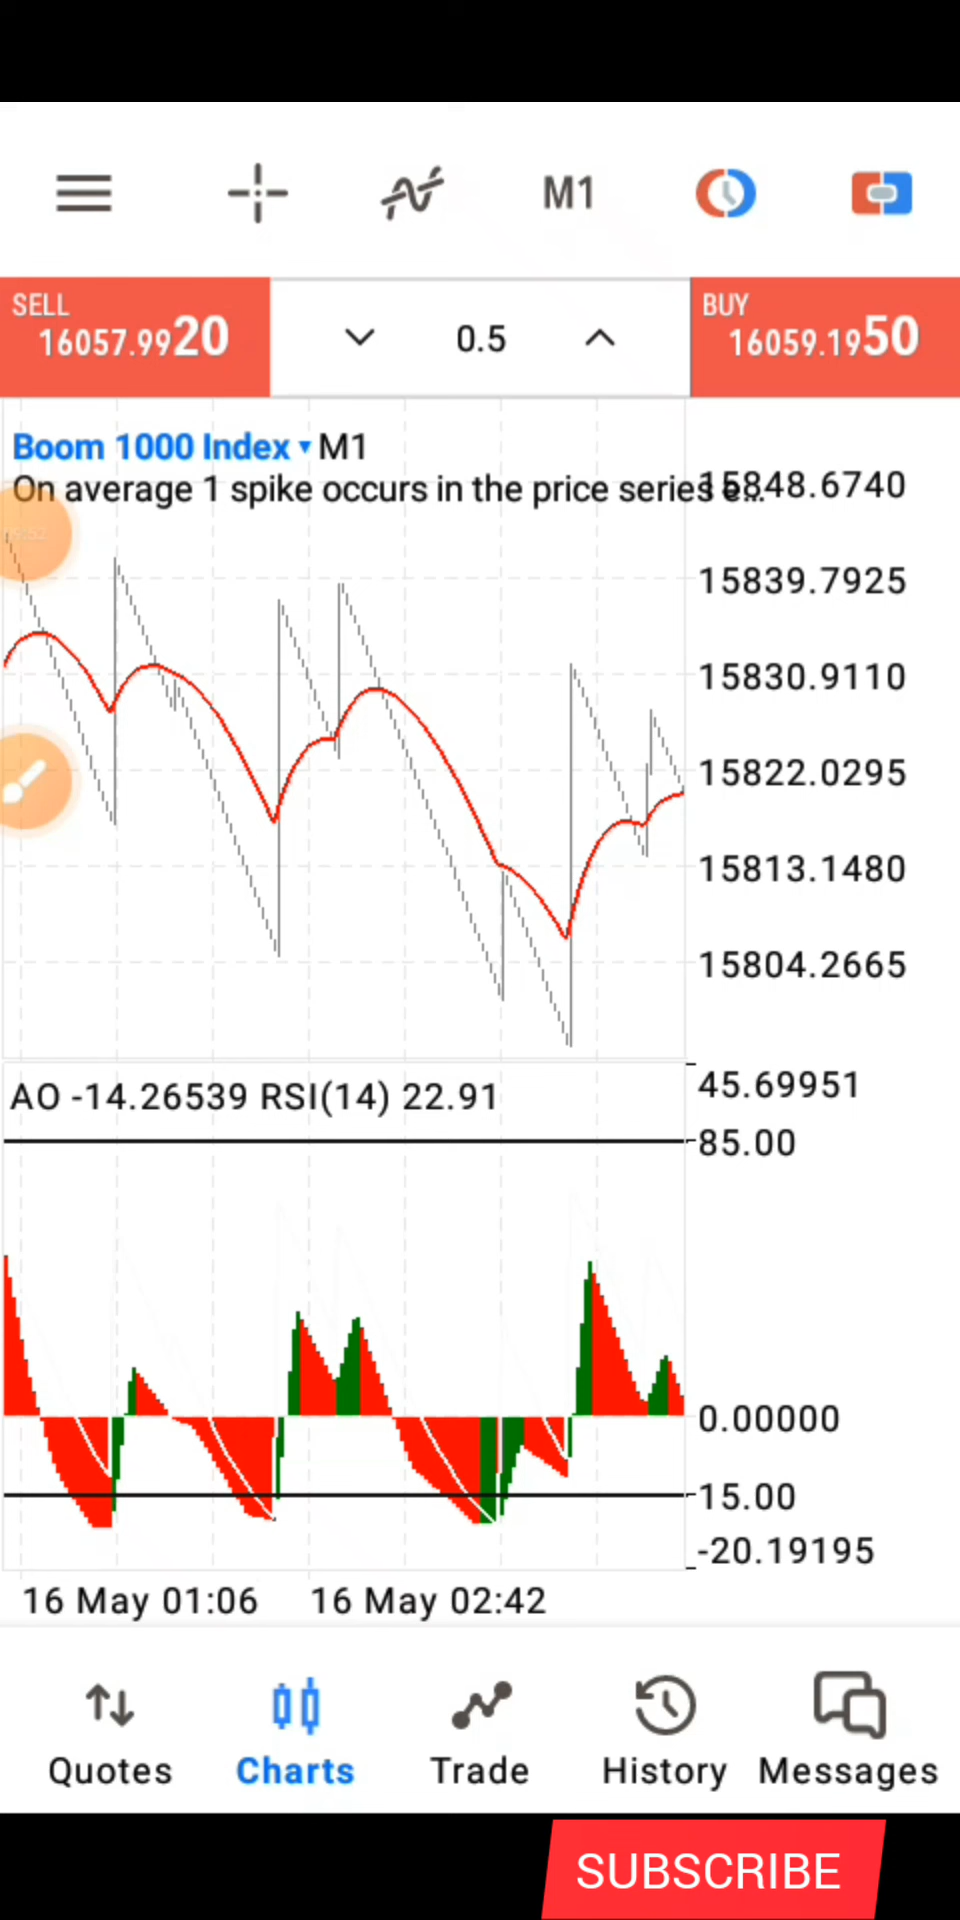 M1
SELL
16057.9920
0.5
BUY
16059.1950
Boom 1000 Index ▾ M1
On average 1 spike occurs in the price series e...
15848.6740
15839.7925
15830.9110
15822.0295
15813.1480
15804.2665
AO -14.26539 RSI(14) 22.91
45.69951
85.00
0.00000
15.00
-20.19195
16 May 01:06
16 May 02:42
Quotes
Charts
Trade
History
Messages
SUBSCRIBE